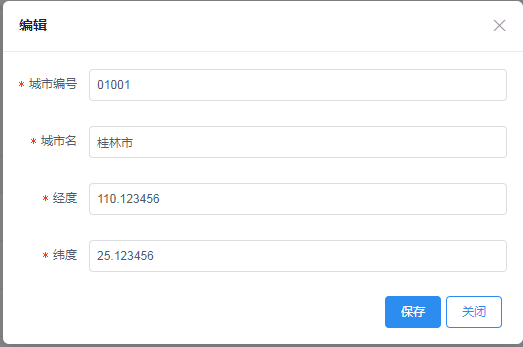 编辑
* 城市编号 01001
* 城市名 桂林市
* 经度 110.123456
* 纬度 25.123456
保存 关闭